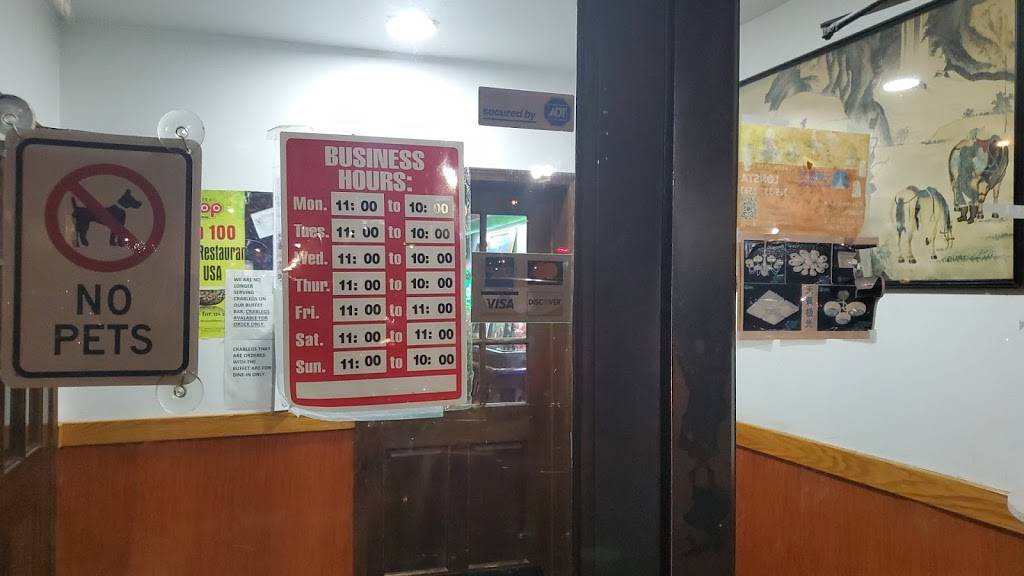 NO
PETS
op
100
Restauran
USA
WE ARE NO
LONGER
SERVING
CRABLEGS ON
OUR BUFFET
BAR. CRABLEGS
AVAILABLE FOR
ORDER ONLY.
CRABLEGS THAT
ARE ORDERED
WITH THE
BUFFET ARE FOR
DINE-IN ONLY.
BUSINESS
HOURS:
Mon. 11: 00 to 10: 00
Tues. 11: 00 to 10: 00
Wed. 11: 00 to 10: 00
Thur. 11: 00 to 10: 00
Fri. 11: 00 to 11: 00
Sat. 11: 00 to 11: 00
Sun. 11: 00 to 10: 00
secured by ADT
VISA DISCOVER